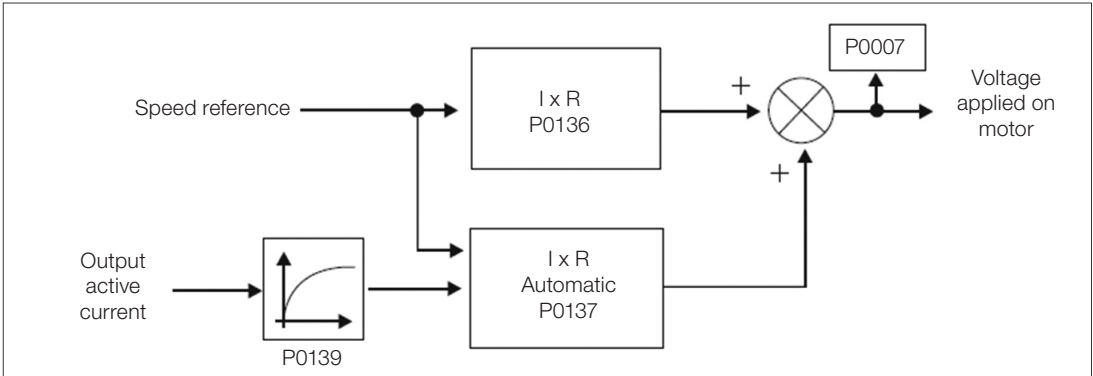 P0007
Voltage
applied on
motor
Speed reference
I x R
P0136
+
+
Output
active
current
I x R
Automatic
P0137
P0139